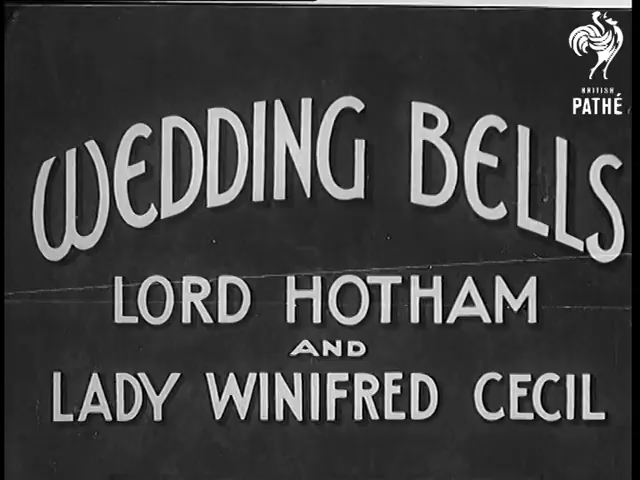 BRITISH
PATHÉ
WEDDING BELLS
LORD HOTHAM
AND
LADY WINIFRED CECIL